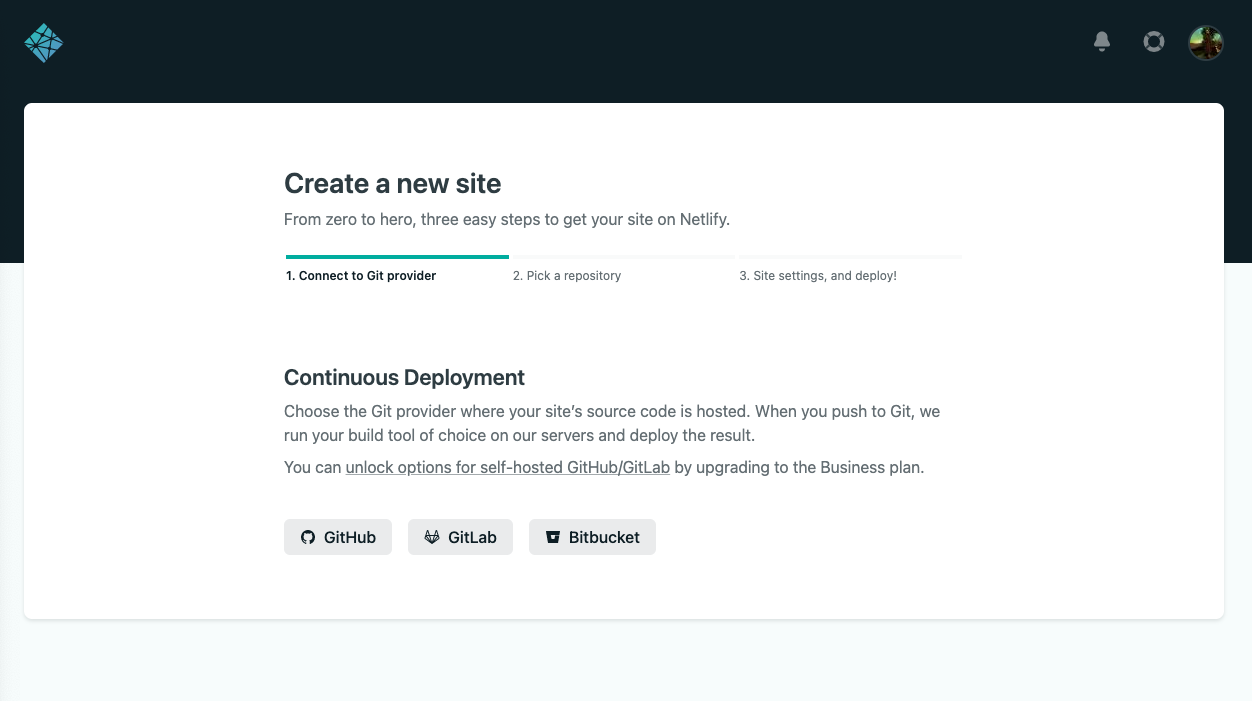 Create a new site
From zero to hero, three easy steps to get your site on Netlify.
1. Connect to Git provider
2. Pick a repository
3. Site settings, and deploy!
Continuous Deployment
Choose the Git provider where your site’s source code is hosted. When you push to Git, we
run your build tool of choice on our servers and deploy the result.
You can unlock options for self-hosted GitHub/GitLab by upgrading to the Business plan.
GitHub
GitLab
Bitbucket